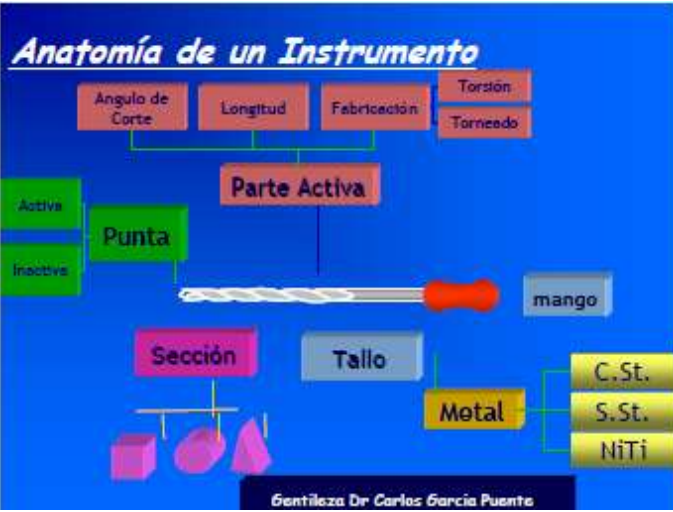 Anatomía de un Instrumento
Angulo de
Corte
Longitud
Fabricación
Torsión
Torneado
Parte Activa
Activa
Inactiva
Punta
mango
Sección
Tallo
Metal
C.St.
S.St.
NiTi
Gentileza Dr Carlos García Puente